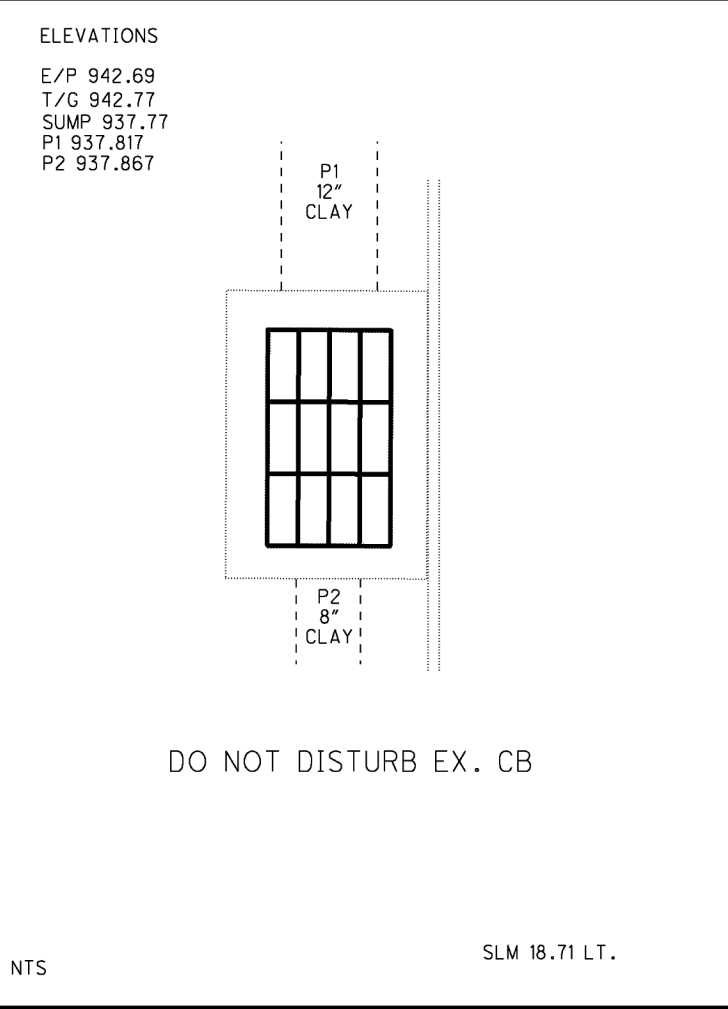 ELEVATIONS
E/P 942.69
T/G 942.77
SUMP 937.77
P1 937.817
P2 937.867
P1
12"
CLAY
P2
8"
CLAY
DO NOT DISTURB EX. CB
SLM 18.71 LT.
NTS